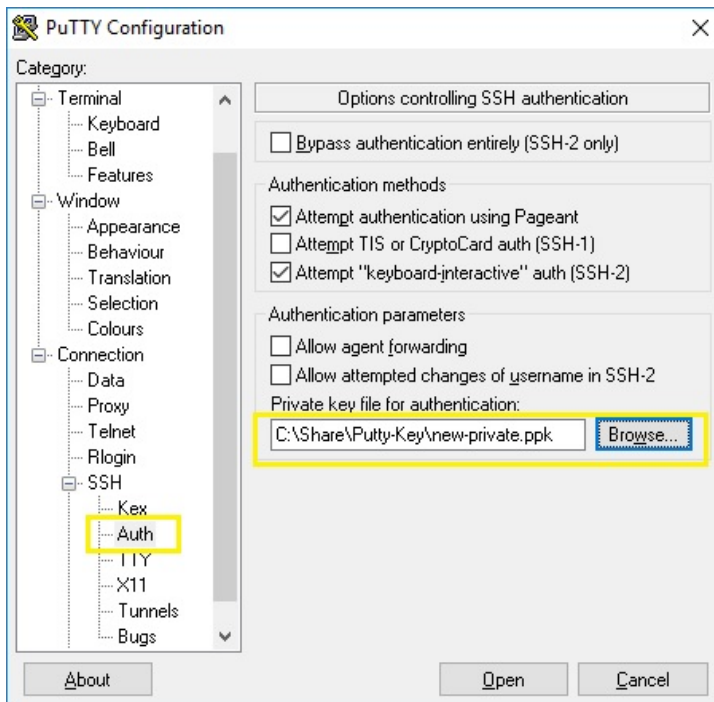 PuTTY Configuration
Category:
Terminal
Keyboard
Bell
Features
Window
Appearance
Behaviour
Translation
Selection
Colours
Connection
Data
Proxy
Telnet
Rlogin
SSH
Kex
Auth
TTY
X11
Tunnels
Bugs
Options controlling SSH authentication
Bypass authentication entirely (SSH-2 only)
Authentication methods
Attempt authentication using Pageant
Attempt TIS or CryptoCard auth (SSH-1)
Attempt "keyboard-interactive" auth (SSH-2)
Authentication parameters
Allow agent forwarding
Allow attempted changes of username in SSH-2
Private key file for authentication:
C:\Share\Putty-Key\new-private.ppk
Browse...
About
Open
Cancel